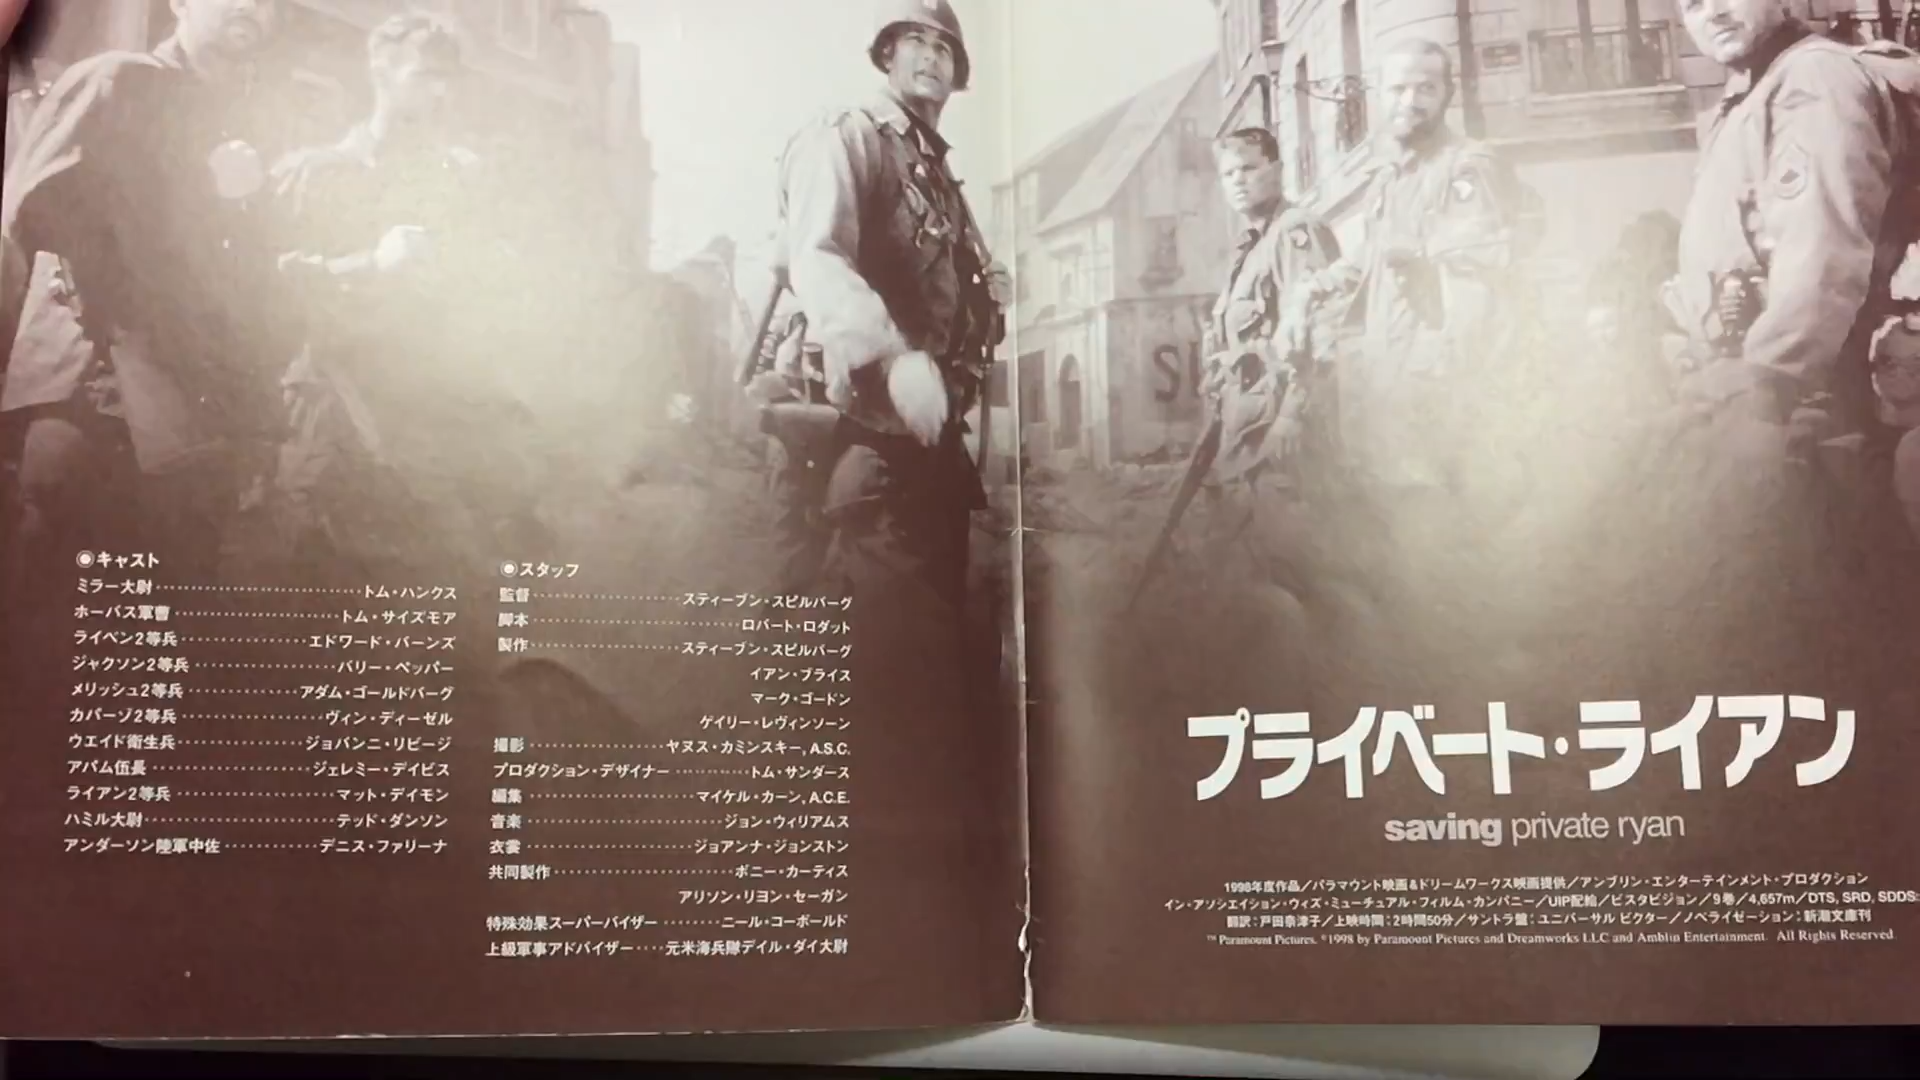 ◉キャスト
ミラー大尉……………………トム・ハンクス
ホーバス軍曹…………………トム・サイズモア
ライベン2等兵………………エドワード・バーンズ
ジャクソン2等兵………………バリー・ペッパー
メリッシュ2等兵……………アダム・ゴールドバーグ
カパーゾ2等兵………………ヴィン・ディーゼル
ウエイド衛生兵………………ジョバンニ・リビージ
アパム伍長……………………ジェレミー・デイビス
ライアン2等兵…………………マット・デイモン
ハミル大尉……………………テッド・ダンソン
アンダーソン陸軍中佐…………デニス・ファリーナ
◉スタッフ
監督…………………スティーブン・スピルバーグ
脚本…………………………ロバート・ロダット
製作…………………スティーブン・スピルバーグ
イアン・ブライス
マーク・ゴードン
ゲイリー・レヴィンソーン
撮影………………ヤヌス・カミンスキー, A.S.C.
プロダクション・デザイナー…………トム・サンダース
編集…………………マイケル・カーン, A.C.E.
音楽…………………………ジョン・ウィリアムス
衣裳………………………ジョアンナ・ジョンストン
共同製作………………………ボニー・カーティス
アリソン・リヨン・セーガン
特殊効果スーパーバイザー………ニール・コーボールド
上級軍事アドバイザー……元米海兵隊デイル・ダイ大尉
SU
プライベート・ライアン
saving private ryan
1998年度作品/パラマウント映画&ドリームワークス映画提供/アンブリン・エンターテインメント・プロダクション
イン・アソシエイション・ウィズ・ミューチュアル・フィルム・カンパニー/UIP配給/ビスタビジョン/9巻/4,657m/DTS, SRD, SDDS
翻訳:戸田奈津子/上映時間:2時間50分/サントラ盤:ユニバーサル ビクター/ノベライゼーション:新潮文庫刊
™ Paramount Pictures. ©1998 by Paramount Pictures and Dreamworks LLC and Amblin Entertainment. All Rights Reserved.